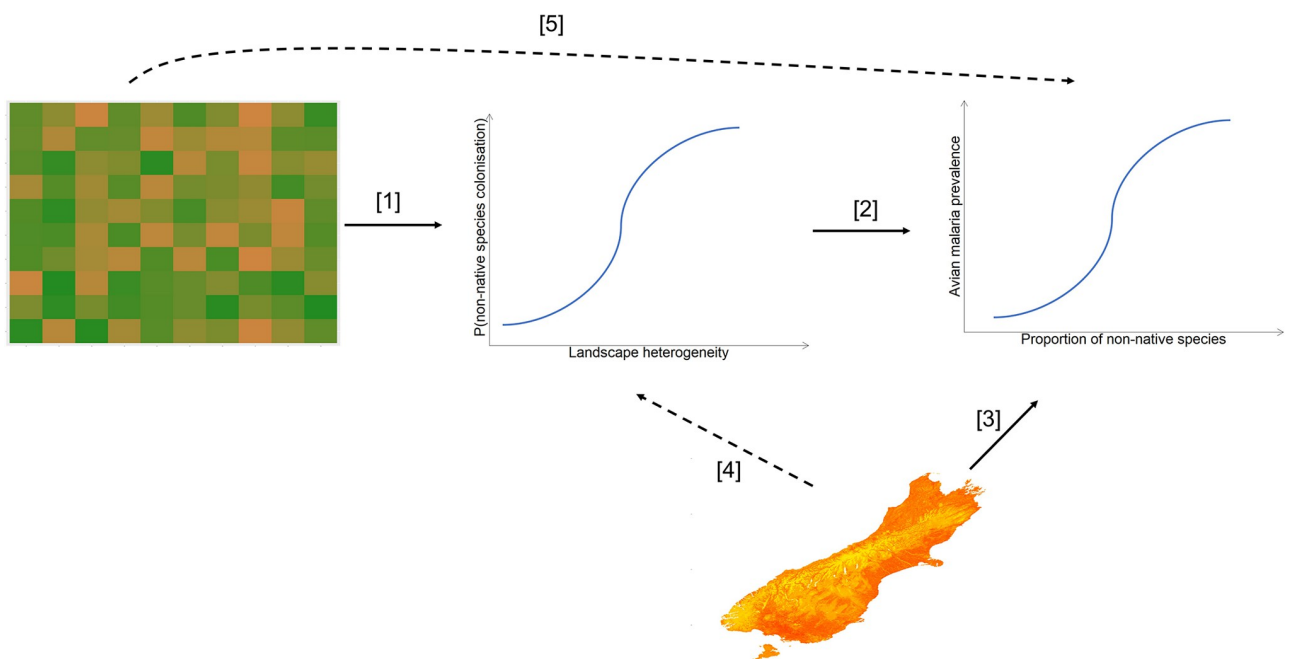 [5]
[1]
P(non-native species colonisation)
Landscape heterogeneity
[2]
Avian malaria prevalence
Proportion of non-native species
[3]
[4]